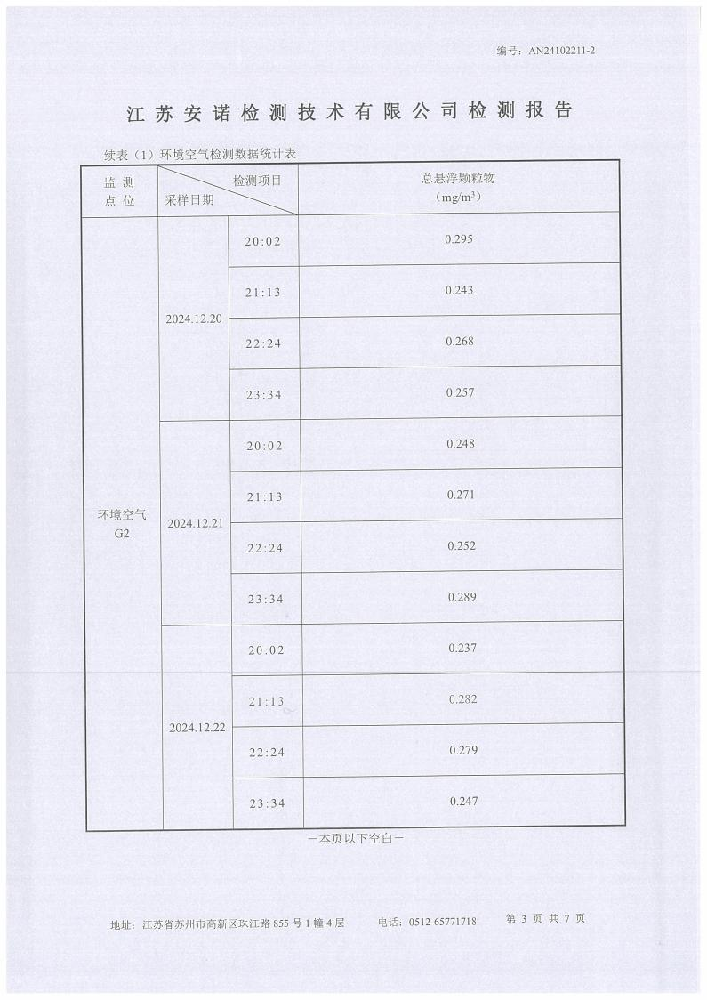 编号：AN24102211-2
江苏安诺检测技术有限公司检测报告
续表（1）环境空气检测数据统计表
监 测
点 位
检测项目
采样日期
总悬浮颗粒物
（mg/m³）
环境空气
G2
2024.12.20
20:02 0.295
21:13 0.243
22:24 0.268
23:34 0.257
2024.12.21
20:02 0.248
21:13 0.271
22:24 0.252
23:34 0.289
2024.12.22
20:02 0.237
21:13 0.282
22:24 0.279
23:34 0.247
—本页以下空白—
地址：江苏省苏州市高新区珠江路 855 号 1 幢 4 层 电话：0512-65771718 第 3 页 共 7 页